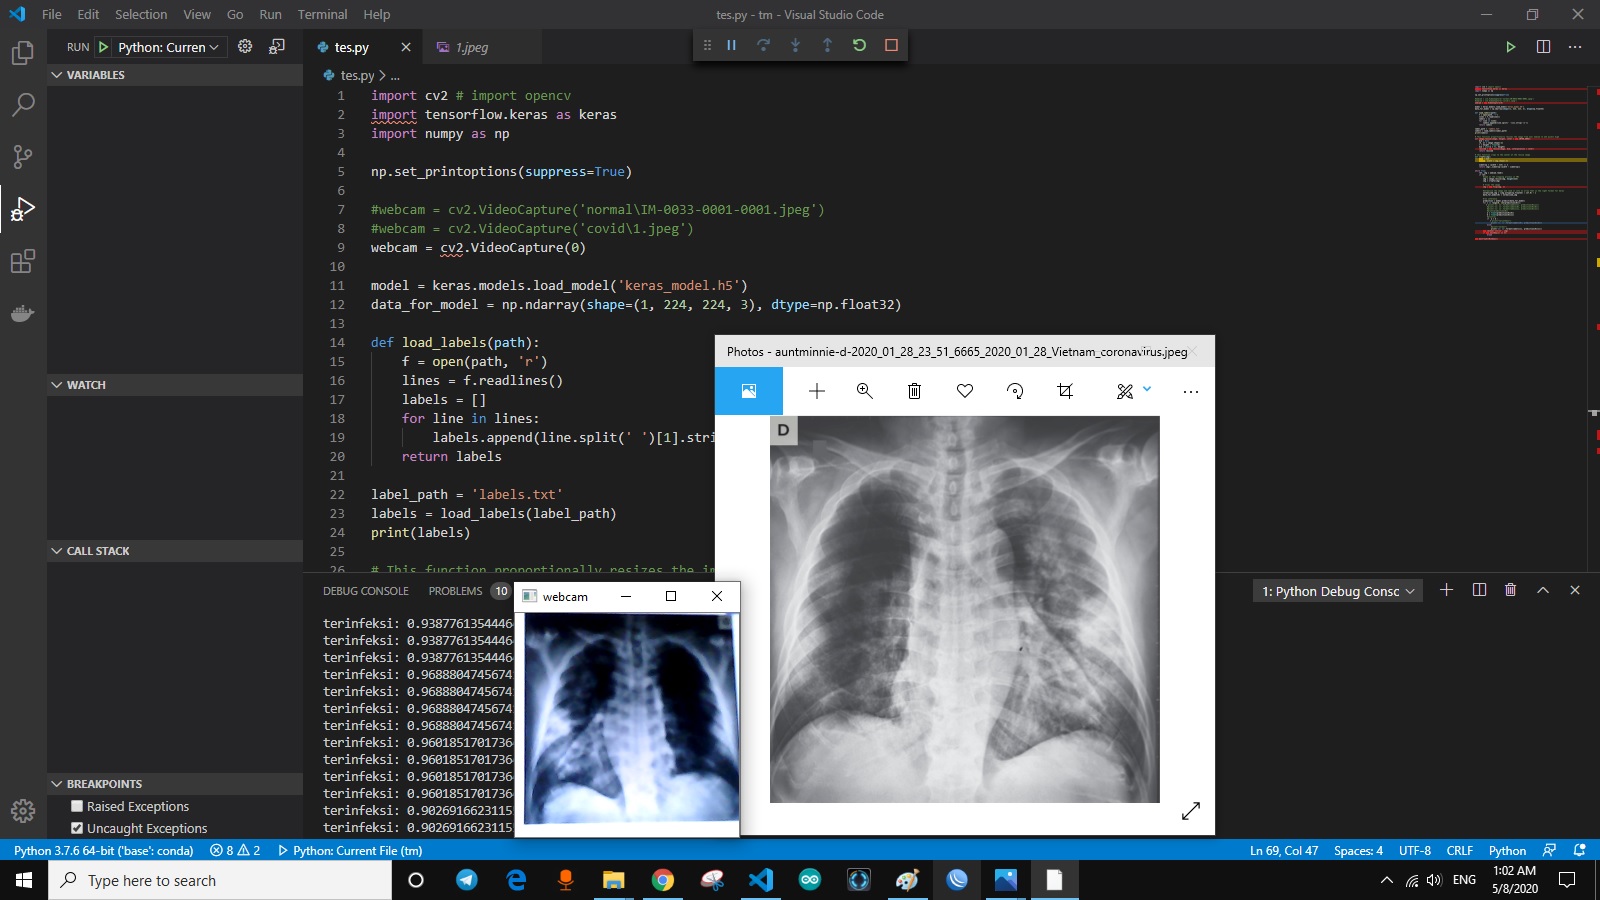 File Edit Selection View Go Run Terminal Help
tes.py - tm - Visual Studio Code
RUN Python: Curren
tes.py
1.jpeg
tes.py > ...
VARIABLES
WATCH
CALL STACK
BREAKPOINTS
Raised Exceptions
Uncaught Exceptions
1 import cv2 # import opencv
2 import tensorflow.keras as keras
3 import numpy as np
4
5 np.set_printoptions(suppress=True)
6
7 #webcam = cv2.VideoCapture('normal\IM-0033-0001-0001.jpeg')
8 #webcam = cv2.VideoCapture('covid\1.jpeg')
9 webcam = cv2.VideoCapture(0)
10
11 model = keras.models.load_model('keras_model.h5')
12 data_for_model = np.ndarray(shape=(1, 224, 224, 3), dtype=np.float32)
13
14 def load_labels(path):
15 f = open(path, 'r')
16 lines = f.readlines()
17 labels = []
18 for line in lines:
19 labels.append(line.split(' ')[1].stri
20 return labels
21
22 label_path = 'labels.txt'
23 labels = load_labels(label_path)
24 print(labels)
25
26 # This function proportionally resizes the im
Photos - auntminnie-d-2020_01_28_23_51_6665_2020_01_28_Vietnam_coronavirus.jpeg
D
DEBUG CONSOLE PROBLEMS 10
1: Python Debug Consc
webcam
terinfeksi: 0.9387761354446
terinfeksi: 0.9387761354446
terinfeksi: 0.9387761354446
terinfeksi: 0.9688804745674
terinfeksi: 0.9688804745674
terinfeksi: 0.9688804745674
terinfeksi: 0.9688804745674
terinfeksi: 0.9601851701736
terinfeksi: 0.9601851701736
terinfeksi: 0.9601851701736
terinfeksi: 0.9601851701736
terinfeksi: 0.9026916623115
terinfeksi: 0.9026916623115
Python 3.7.6 64-bit ('base': conda) 8 2 Python: Current File (tm)
Ln 69, Col 47 Spaces: 4 UTF-8 CRLF Python
Type here to search
ENG
1:02 AM
5/8/2020